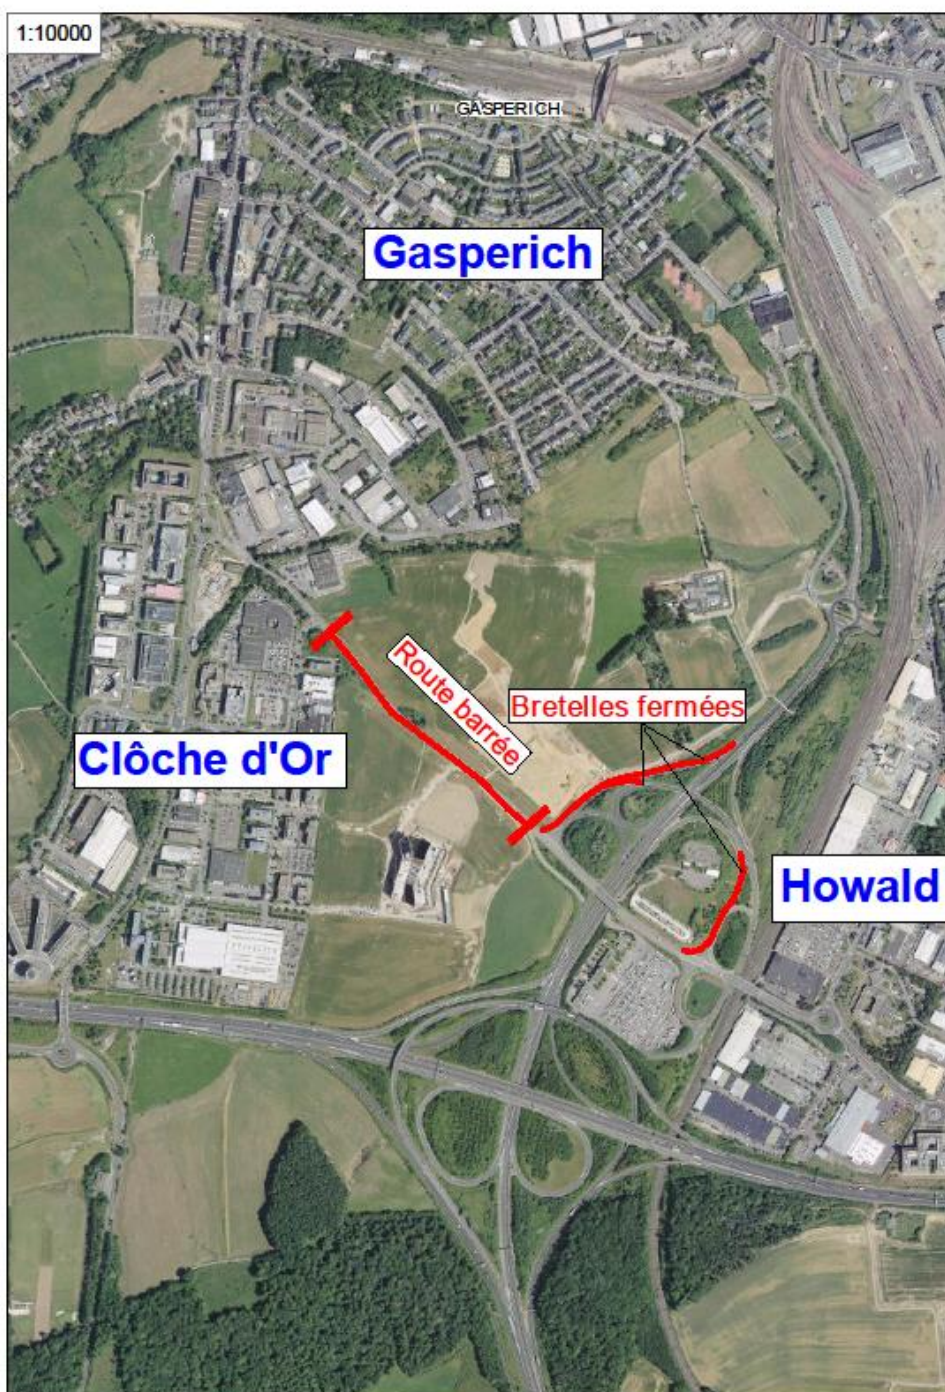 1:10000
GASPERICH
Gasperich
Route barrée
Bretelles fermées
Clôche d'Or
Howald